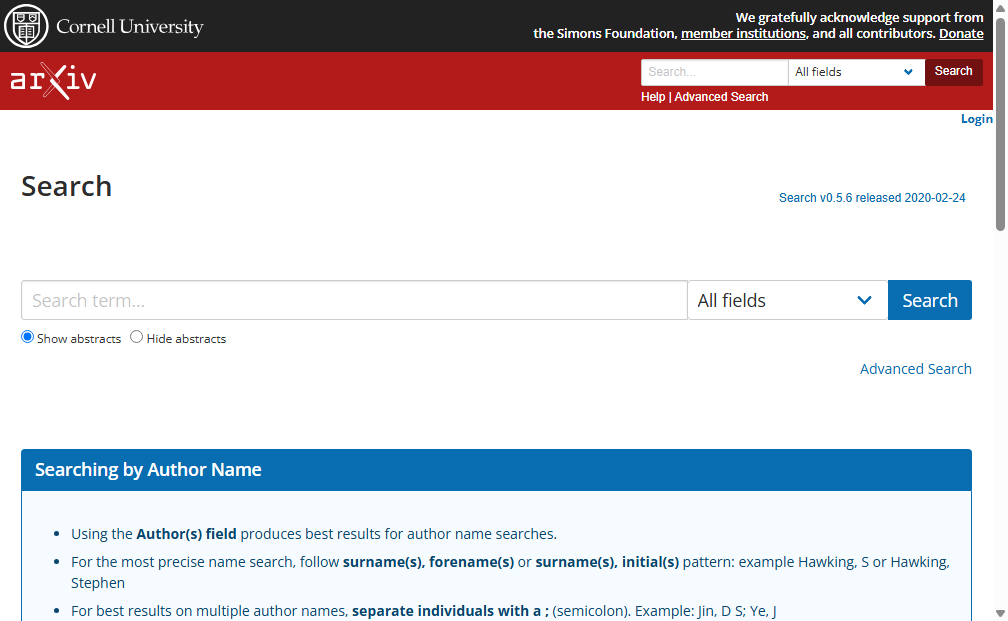 Cornell University
We gratefully acknowledge support from
the Simons Foundation, member institutions, and all contributors. Donate
arXiv
Search...
All fields
Search
Help | Advanced Search
Login
Search
Search v0.5.6 released 2020-02-24
Search term...
All fields
Search
Show abstracts
Hide abstracts
Advanced Search
Searching by Author Name
Using the Author(s) field produces best results for author name searches.
For the most precise name search, follow surname(s), forename(s) or surname(s), initial(s) pattern: example Hawking, S or Hawking,
Stephen
For best results on multiple author names, separate individuals with a ; (semicolon). Example: Jin, D S; Ye, J